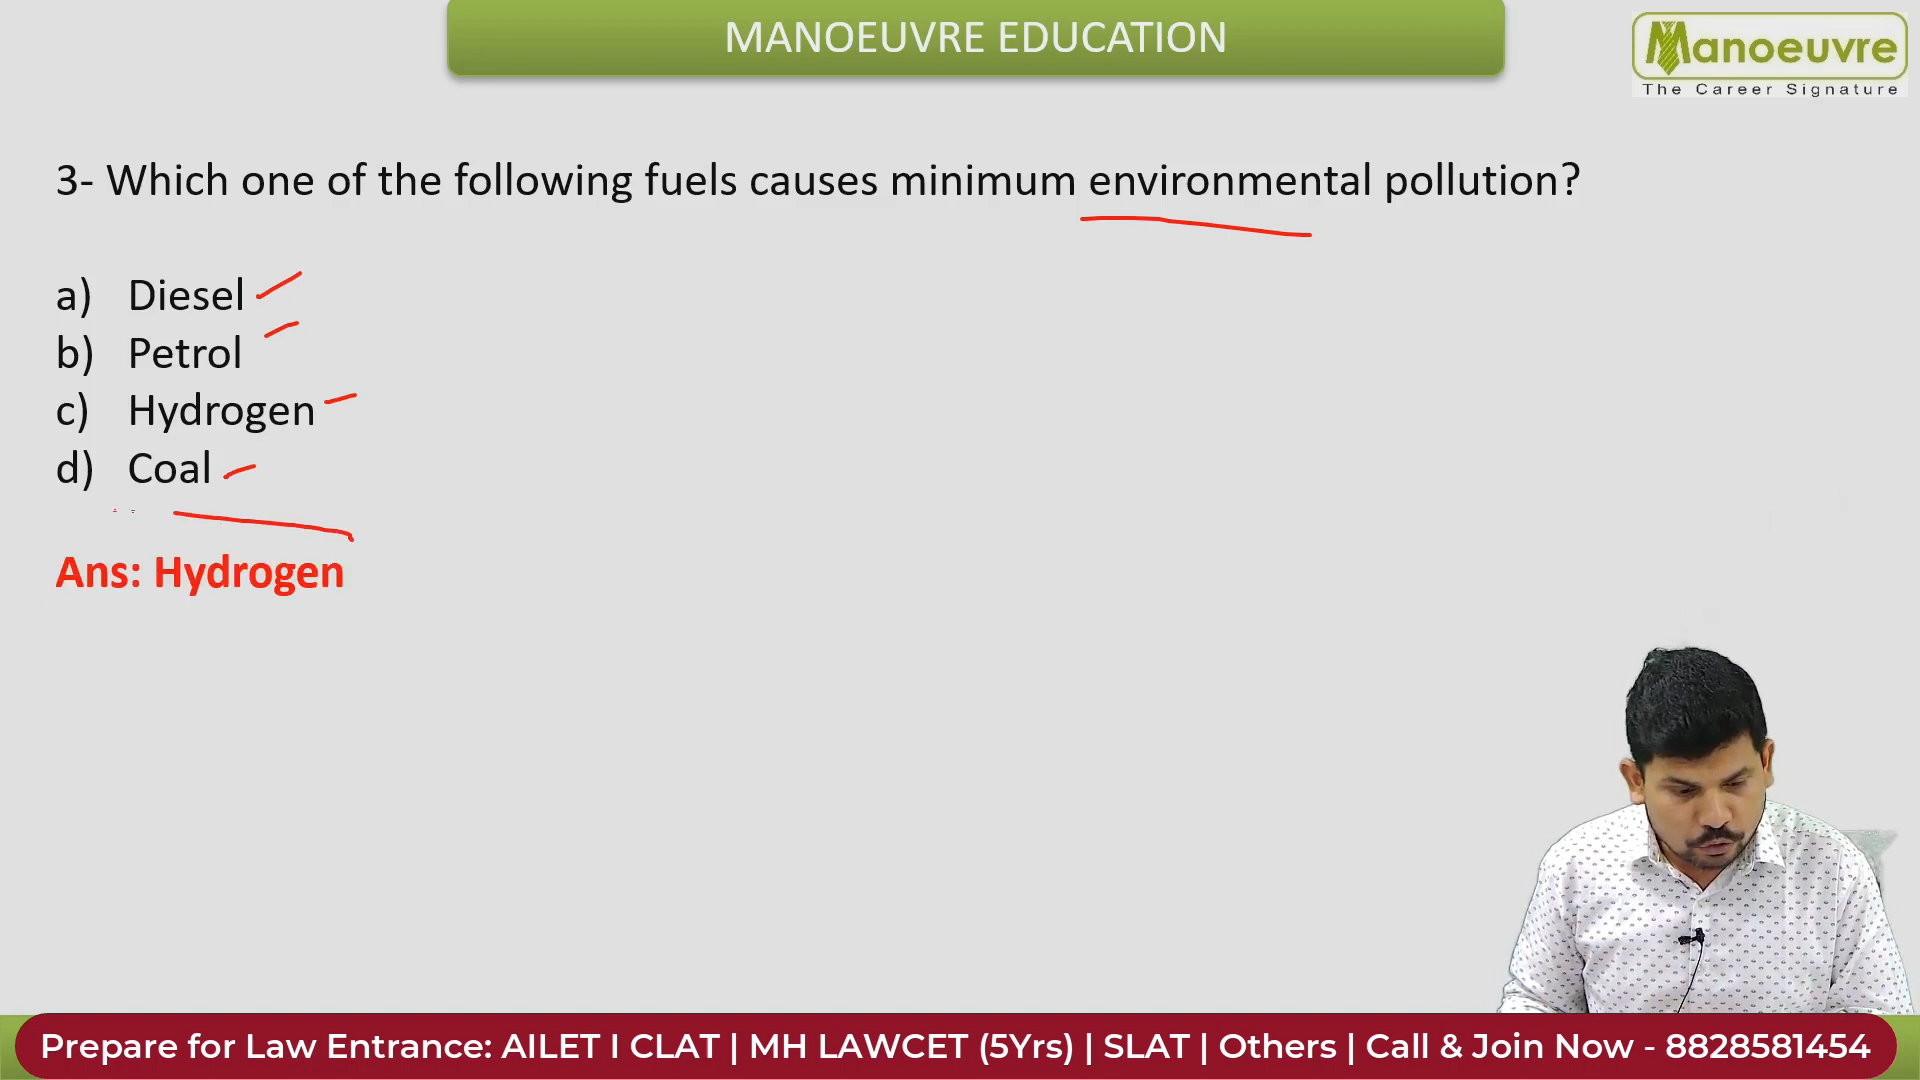 MANOEUVRE EDUCATION
Manoeuvre
The Career Signature
3- Which one of the following fuels causes minimum environmental pollution?
a) Diesel
b) Petrol
c) Hydrogen
d) Coal
Ans: Hydrogen
Prepare for Law Entrance: AILET I CLAT | MH LAWCET (5Yrs) | SLAT | Others | Call & Join Now - 8828581454